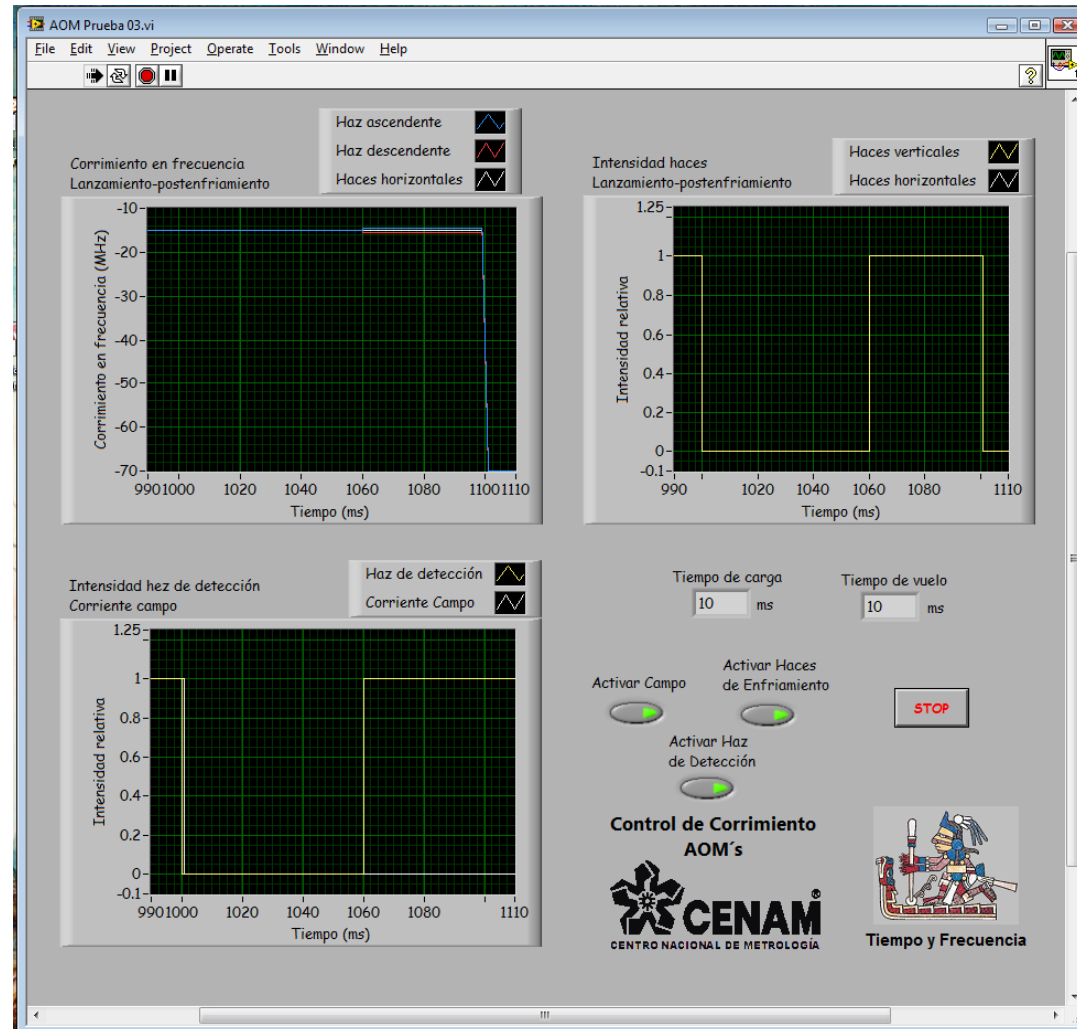 AOM Prueba 03.vi
File Edit View Project Operate Tools Window Help
Haz ascendente
Haz descendente
Haces horizontales
Corrimiento en frecuencia
Lanzamiento-postenfriamiento
Corrimiento en frecuencia (MHz)
-10
-20
-30
-40
-50
-60
-70
990 1000 1020 1040 1060 1080 1100 1110
Tiempo (ms)
Haces verticales
Haces horizontales
Intensidad haces
Lanzamiento-postenfriamiento
Intensidad relativa
1.25
1
0.8
0.6
0.4
0.2
0
-0.1
990 1020 1040 1060 1080 1110
Tiempo (ms)
Haz de detección
Corriente Campo
Intensidad hez de detección
Corriente campo
Intensidad relativa
1.25
1
0.8
0.6
0.4
0.2
0
-0.1
990 1000 1020 1040 1060 1080 1110
Tiempo (ms)
Tiempo de carga
10 ms
Tiempo de vuelo
10 ms
Activar Campo
Activar Haces
de Enfriamiento
STOP
Activar Haz
de Detección
Control de Corrimiento
AOM´s
CENAM®
CENTRO NACIONAL DE METROLOGÍA
Tiempo y Frecuencia